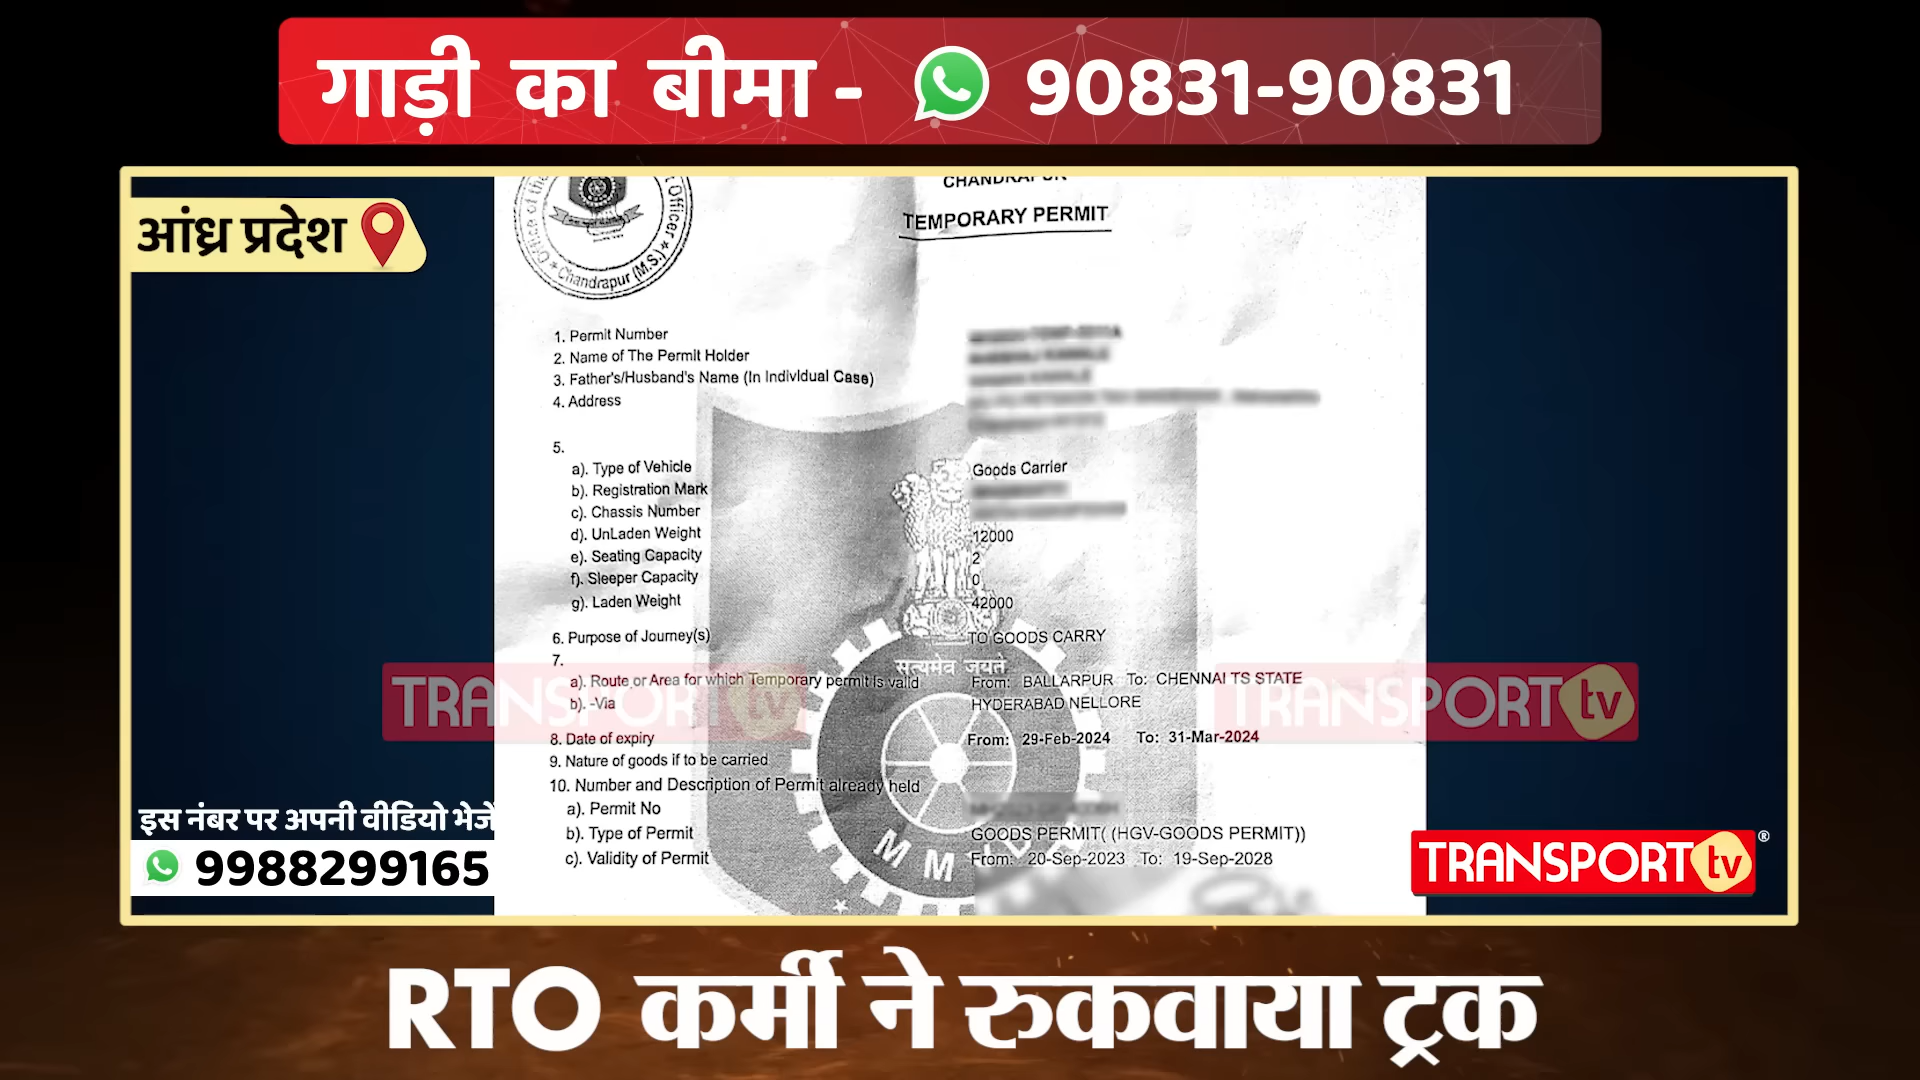 गाड़ी का बीमा - 90831-90831
आंध्र प्रदेश
Officer
Chandrapur (M.S.)
TEMPORARY PERMIT
1. Permit Number
2. Name of The Permit Holder
3. Father's/Husband's Name (In Individual Case)
4. Address
5.
a). Type of Vehicle Goods Carrier
b). Registration Mark
c). Chassis Number
d). UnLaden Weight 12000
e). Seating Capacity 2
f). Sleeper Capacity 0
g). Laden Weight 42000
6. Purpose of Journey(s) TO GOODS CARRY
7.
सत्यमेव जयते
a). Route or Area for which Temporary permit is valid From: BALLARPUR To: CHENNAI TS STATE
b). -Via HYDERABAD NELLORE
TRANSPORT tv
TRANSPORT tv
8. Date of expiry From: 29-Feb-2024 To: 31-Mar-2024
9. Nature of goods if to be carried
10. Number and Description of Permit already held
a). Permit No
b). Type of Permit GOODS PERMIT( (HGV-GOODS PERMIT))
c). Validity of Permit From: 20-Sep-2023 To: 19-Sep-2028
M M V D
इस नंबर पर अपनी वीडियो भेजें
9988299165
TRANSPORT tv ®
RTO कर्मी ने रुकवाया ट्रक